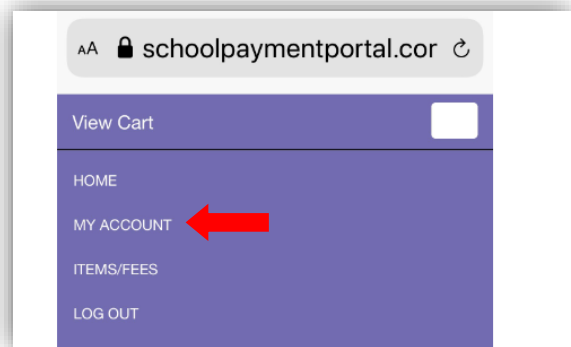 AA schoolpaymentportal.cor
View Cart
HOME
MY ACCOUNT
ITEMS/FEES
LOG OUT